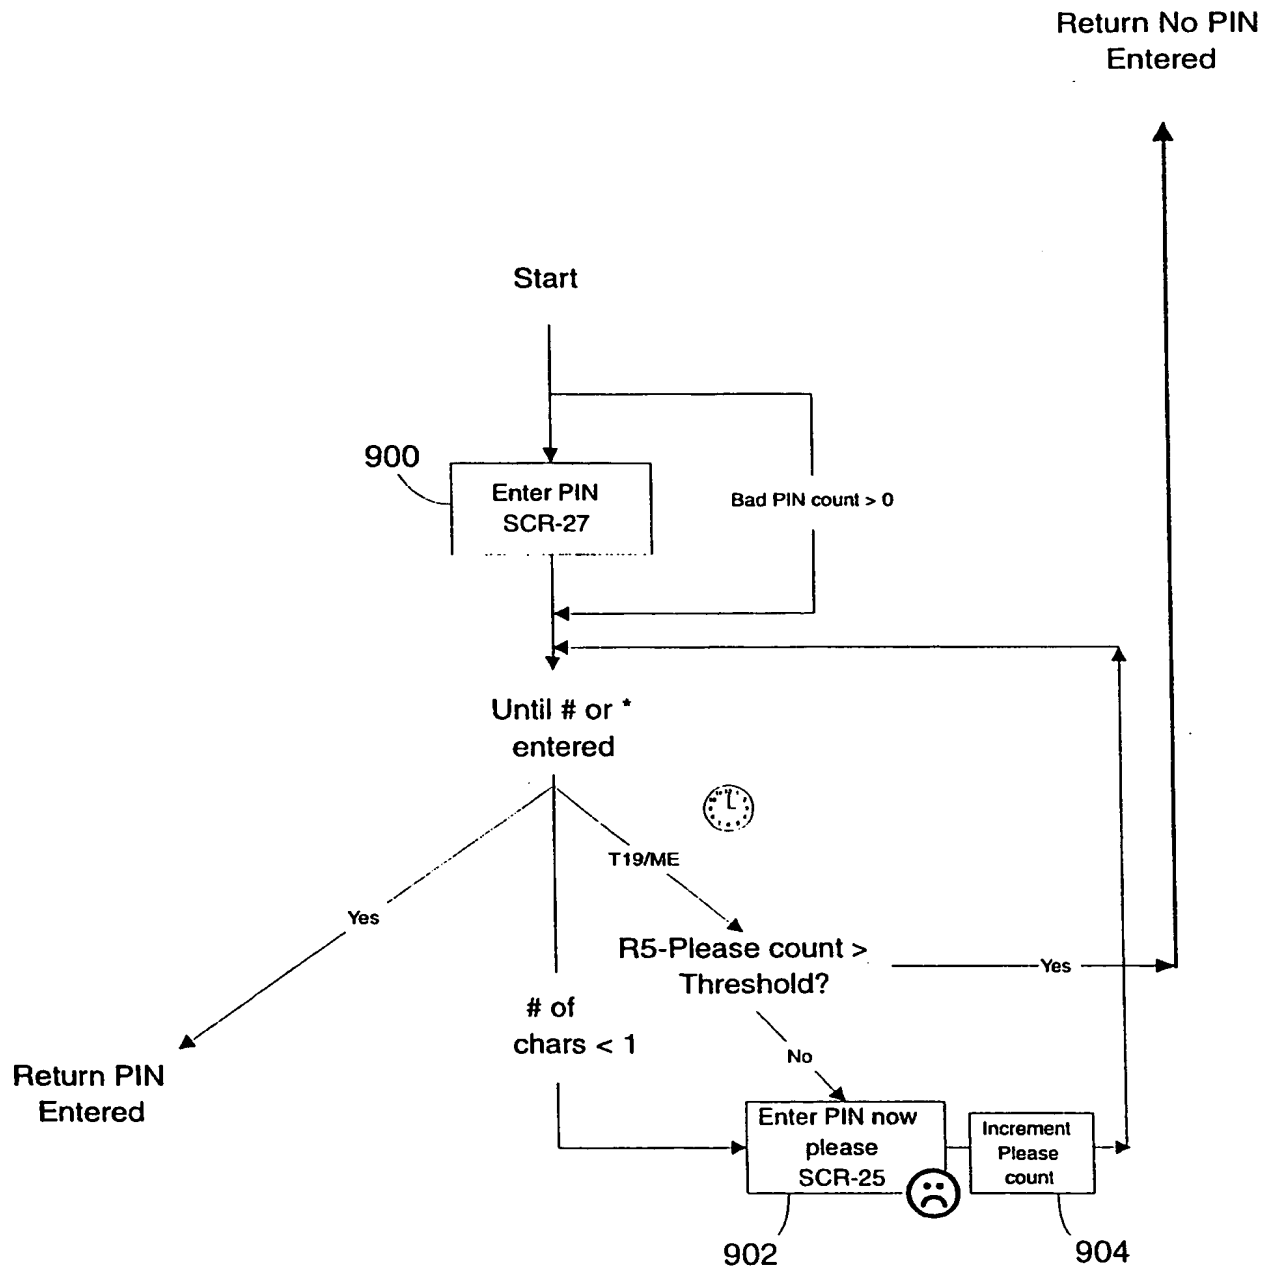 Return No PIN
Entered
Start
900
Enter PIN
SCR-27
Bad PIN count > 0
Until # or *
entered
T19/ME
Yes
R5-Please count >
Threshold?
Yes
# of
chars < 1
No
Return PIN
Entered
Enter PIN now
please
SCR-25
Increment
Please
count
902
904